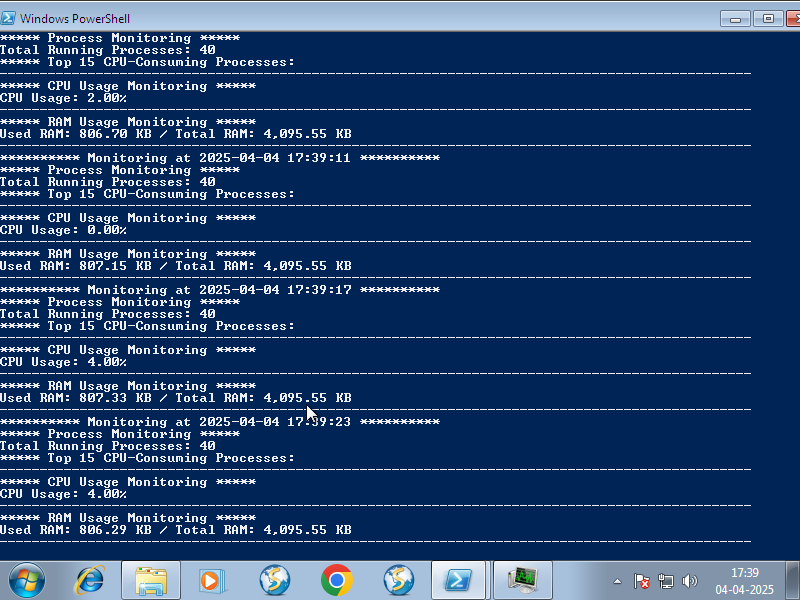 Windows PowerShell
***** Process Monitoring *****
Total Running Processes: 40
***** Top 15 CPU-Consuming Processes:
----------------------------------------------------------------------------------------------
***** CPU Usage Monitoring *****
CPU Usage: 2.00%
----------------------------------------------------------------------------------------------
***** RAM Usage Monitoring *****
Used RAM: 806.70 KB / Total RAM: 4,095.55 KB
----------------------------------------------------------------------------------------------
********** Monitoring at 2025-04-04 17:39:11 **********
***** Process Monitoring *****
Total Running Processes: 40
***** Top 15 CPU-Consuming Processes:
----------------------------------------------------------------------------------------------
***** CPU Usage Monitoring *****
CPU Usage: 0.00%
----------------------------------------------------------------------------------------------
***** RAM Usage Monitoring *****
Used RAM: 807.15 KB / Total RAM: 4,095.55 KB
----------------------------------------------------------------------------------------------
********** Monitoring at 2025-04-04 17:39:17 **********
***** Process Monitoring *****
Total Running Processes: 40
***** Top 15 CPU-Consuming Processes:
----------------------------------------------------------------------------------------------
***** CPU Usage Monitoring *****
CPU Usage: 4.00%
----------------------------------------------------------------------------------------------
***** RAM Usage Monitoring *****
Used RAM: 807.33 KB / Total RAM: 4,095.55 KB
----------------------------------------------------------------------------------------------
********** Monitoring at 2025-04-04 17:39:23 **********
***** Process Monitoring *****
Total Running Processes: 40
***** Top 15 CPU-Consuming Processes:
----------------------------------------------------------------------------------------------
***** CPU Usage Monitoring *****
CPU Usage: 4.00%
----------------------------------------------------------------------------------------------
***** RAM Usage Monitoring *****
Used RAM: 806.29 KB / Total RAM: 4,095.55 KB
----------------------------------------------------------------------------------------------
17:39
04-04-2025